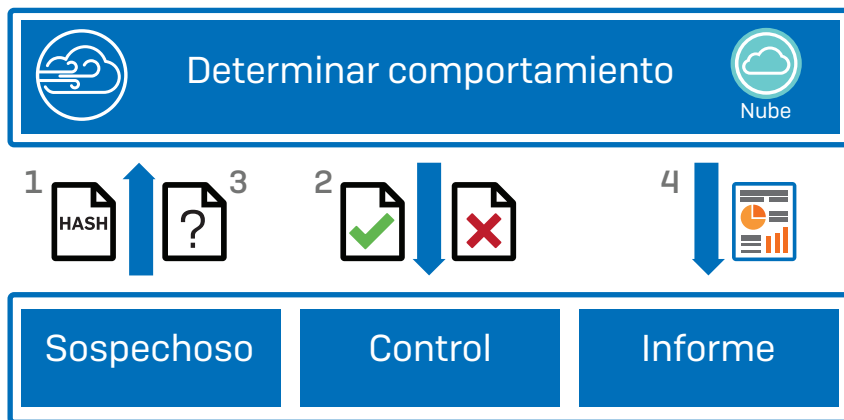 Determinar comportamiento
Nube
1
HASH
?
3
2
4
Sospechoso
Control
Informe